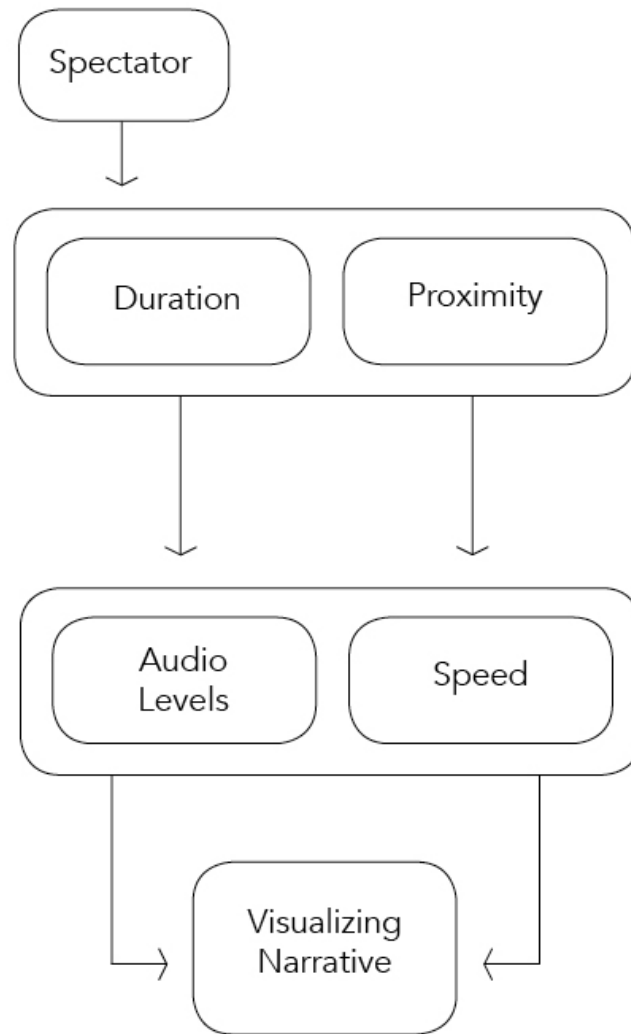 Spectator
Duration
Proximity
Audio
Levels
Speed
Visualizing
Narrative